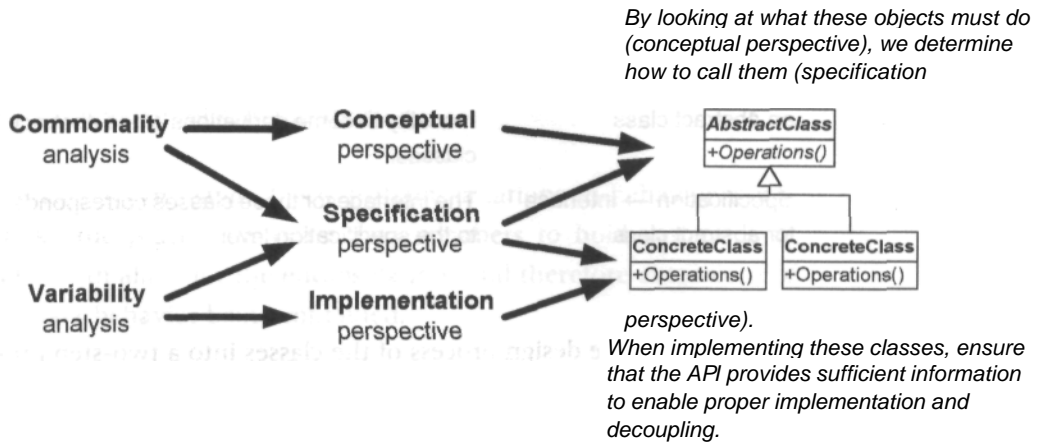 By looking at what these objects must do
(conceptual perspective), we determine
how to call them (specification
Commonality
analysis
Conceptual
perspective
AbstractClass
+Operations()
Specification
perspective
ConcreteClass
+Operations()
ConcreteClass
+Operations()
Variability
analysis
Implementation
perspective
perspective).
When implementing these classes, ensure
that the API provides sufficient information
to enable proper implementation and
decoupling.